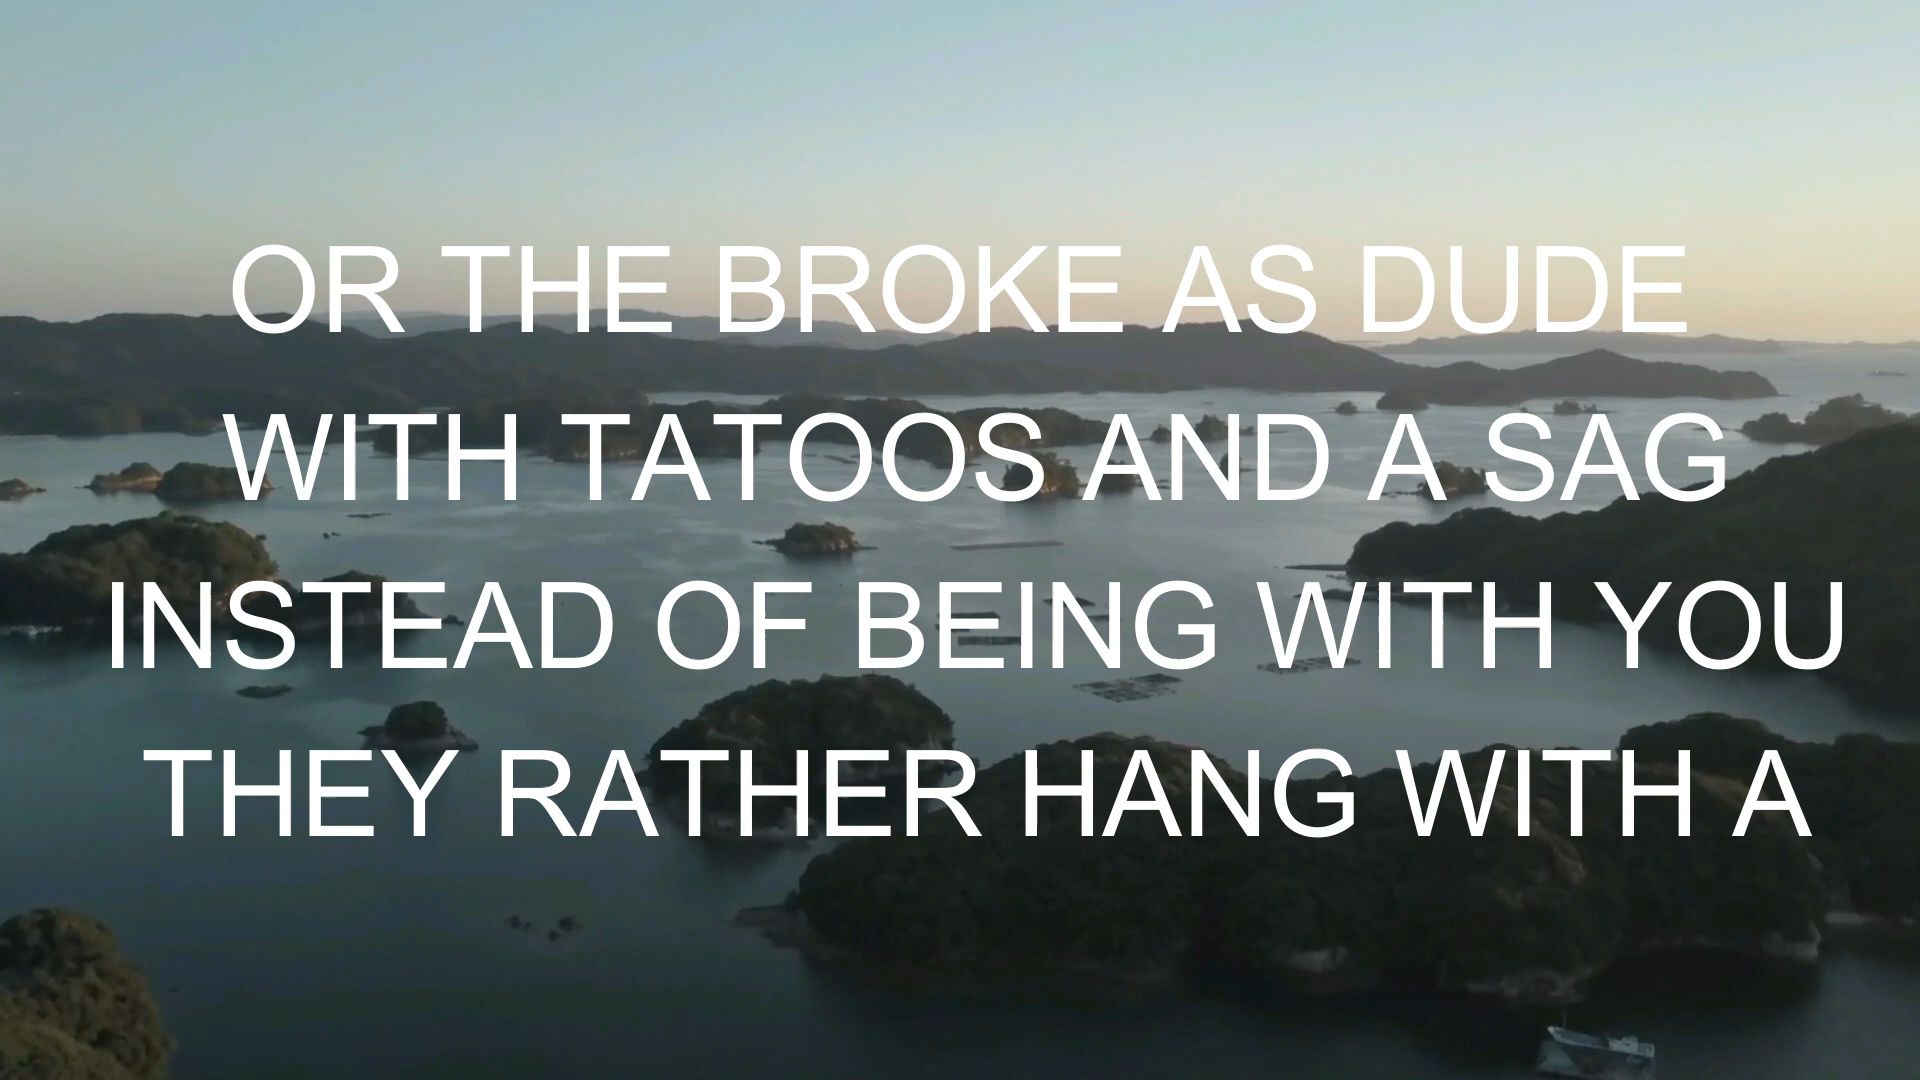 OR THE BROKE AS DUDE
WITH TATOOS AND A SAG
INSTEAD OF BEING WITH YOU
THEY RATHER HANG WITH A